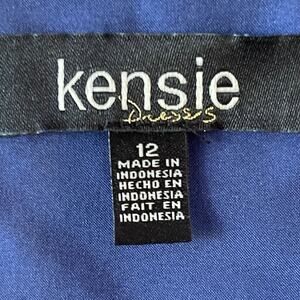 kensie
Dresses
12
MADE IN
INDONESIA
HECHO EN
INDONESIA
FAIT EN
INDONESIA